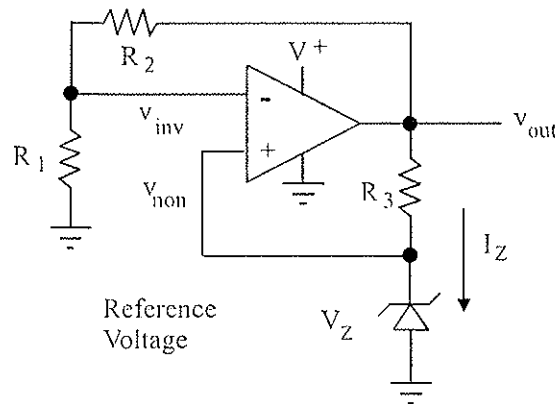 R2
V+
-
vinv
vout
R1
+
vnon
R3
IZ
Reference
Voltage
VZ